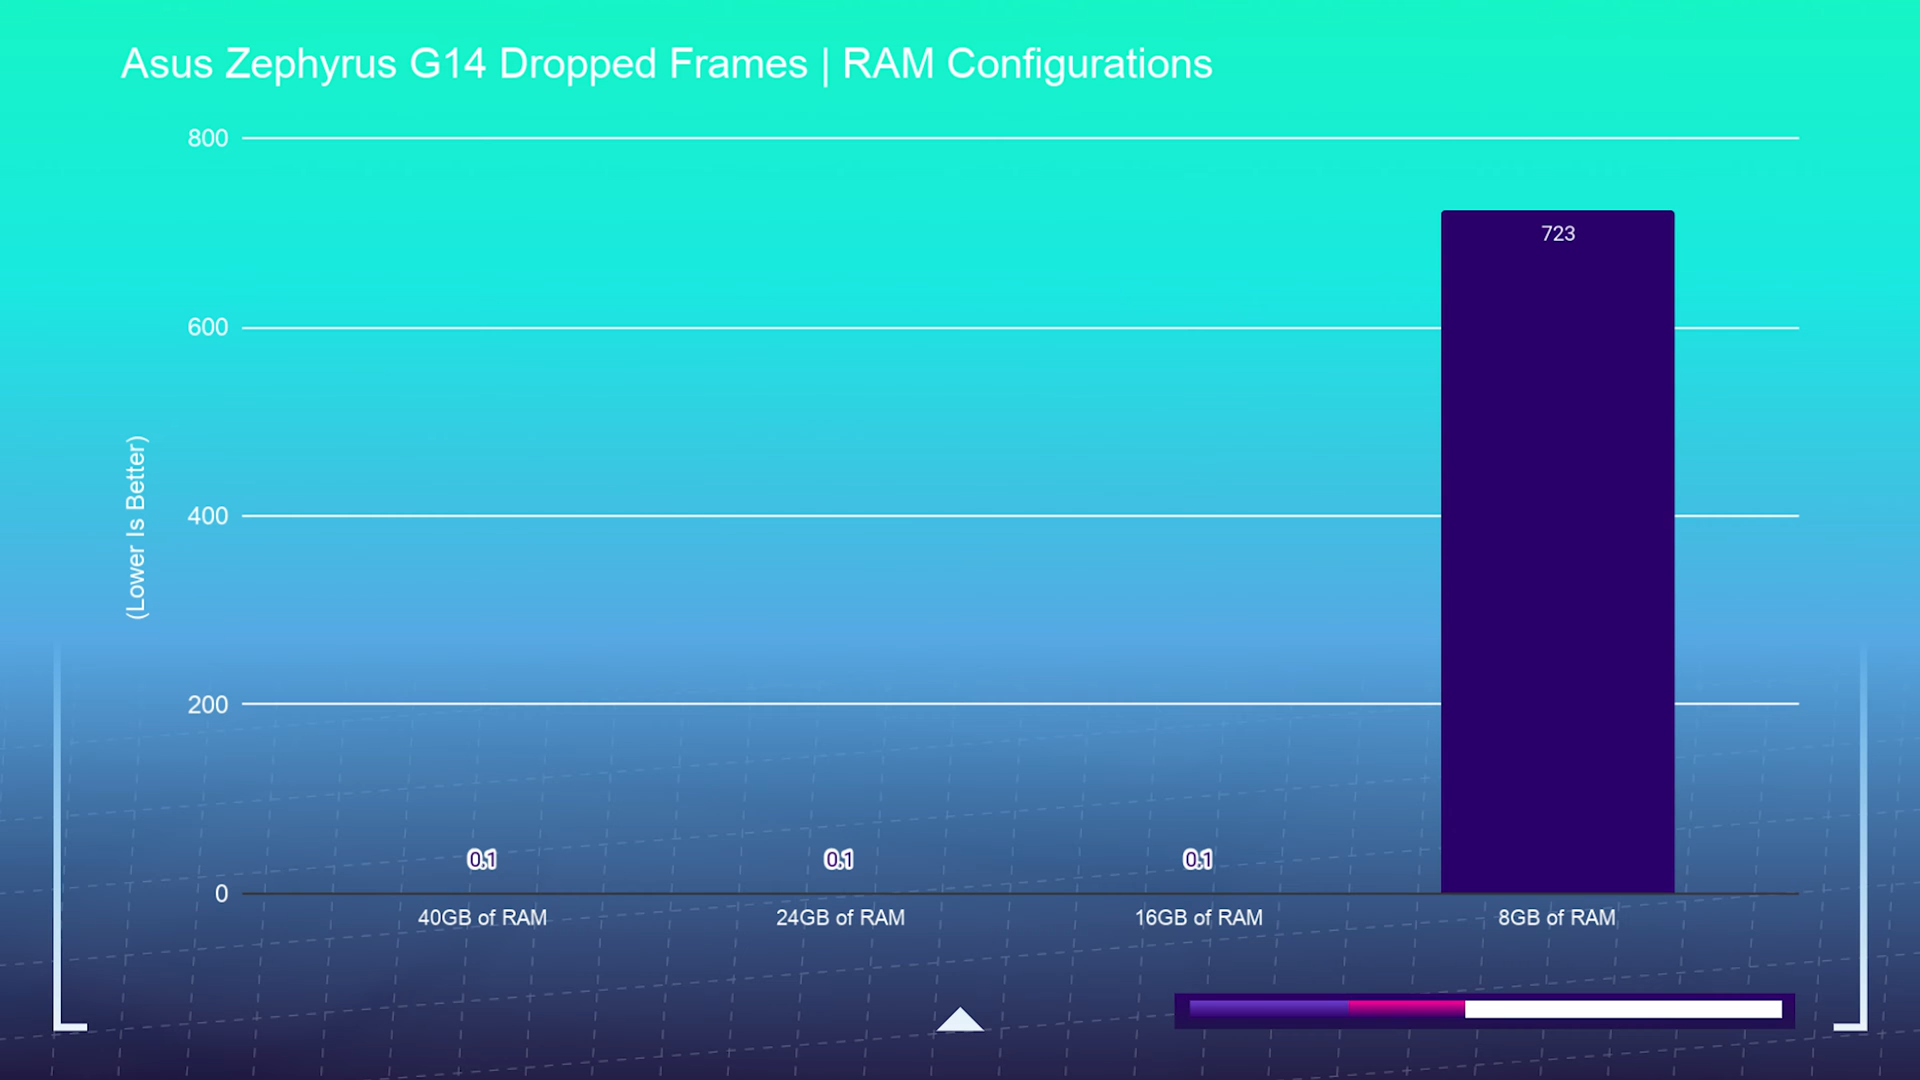 Asus Zephyrus G14 Dropped Frames | RAM Configurations
(Lower Is Better)
800
600
400
200
0
723
0.1
0.1
0.1
40GB of RAM
24GB of RAM
16GB of RAM
8GB of RAM